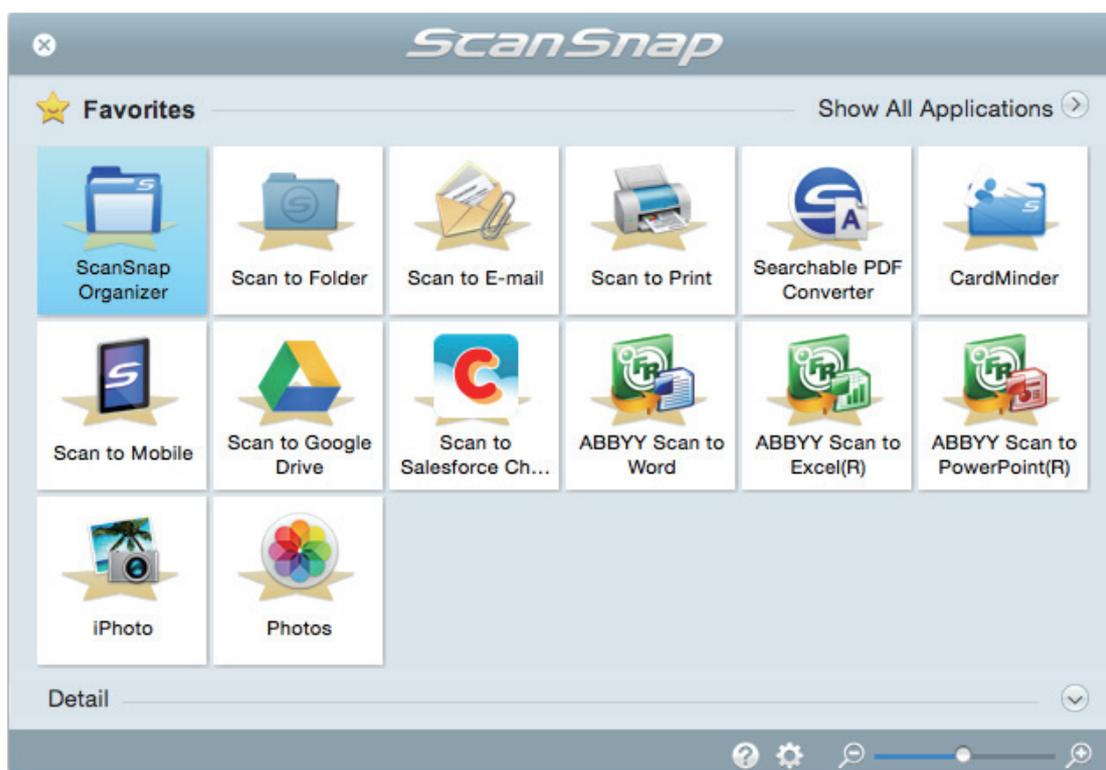 ScanSnap
Favorites
Show All Applications
ScanSnap
Organizer
Scan to Folder
Scan to E-mail
Scan to Print
Searchable PDF
Converter
CardMinder
Scan to Mobile
Scan to Google
Drive
Scan to
Salesforce Ch...
ABBYY Scan to
Word
ABBYY Scan to
Excel(R)
ABBYY Scan to
PowerPoint(R)
iPhoto
Photos
Detail